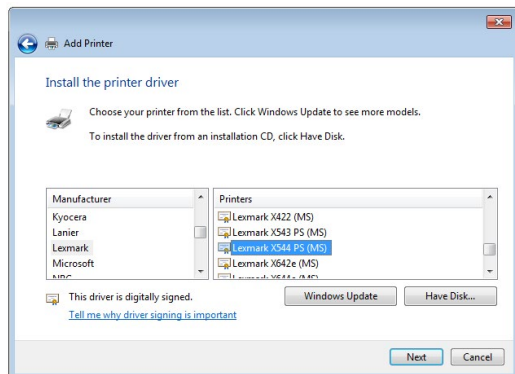 Add Printer
Install the printer driver
Choose your printer from the list. Click Windows Update to see more models.
To install the driver from an installation CD, click Have Disk.
Manufacturer
Kyocera
Lanier
Lexmark
Microsoft
Printers
Lexmark X422 (MS)
Lexmark X543 PS (MS)
Lexmark X544 PS (MS)
Lexmark X642e (MS)
This driver is digitally signed.
Tell me why driver signing is important
Windows Update
Have Disk...
Next
Cancel